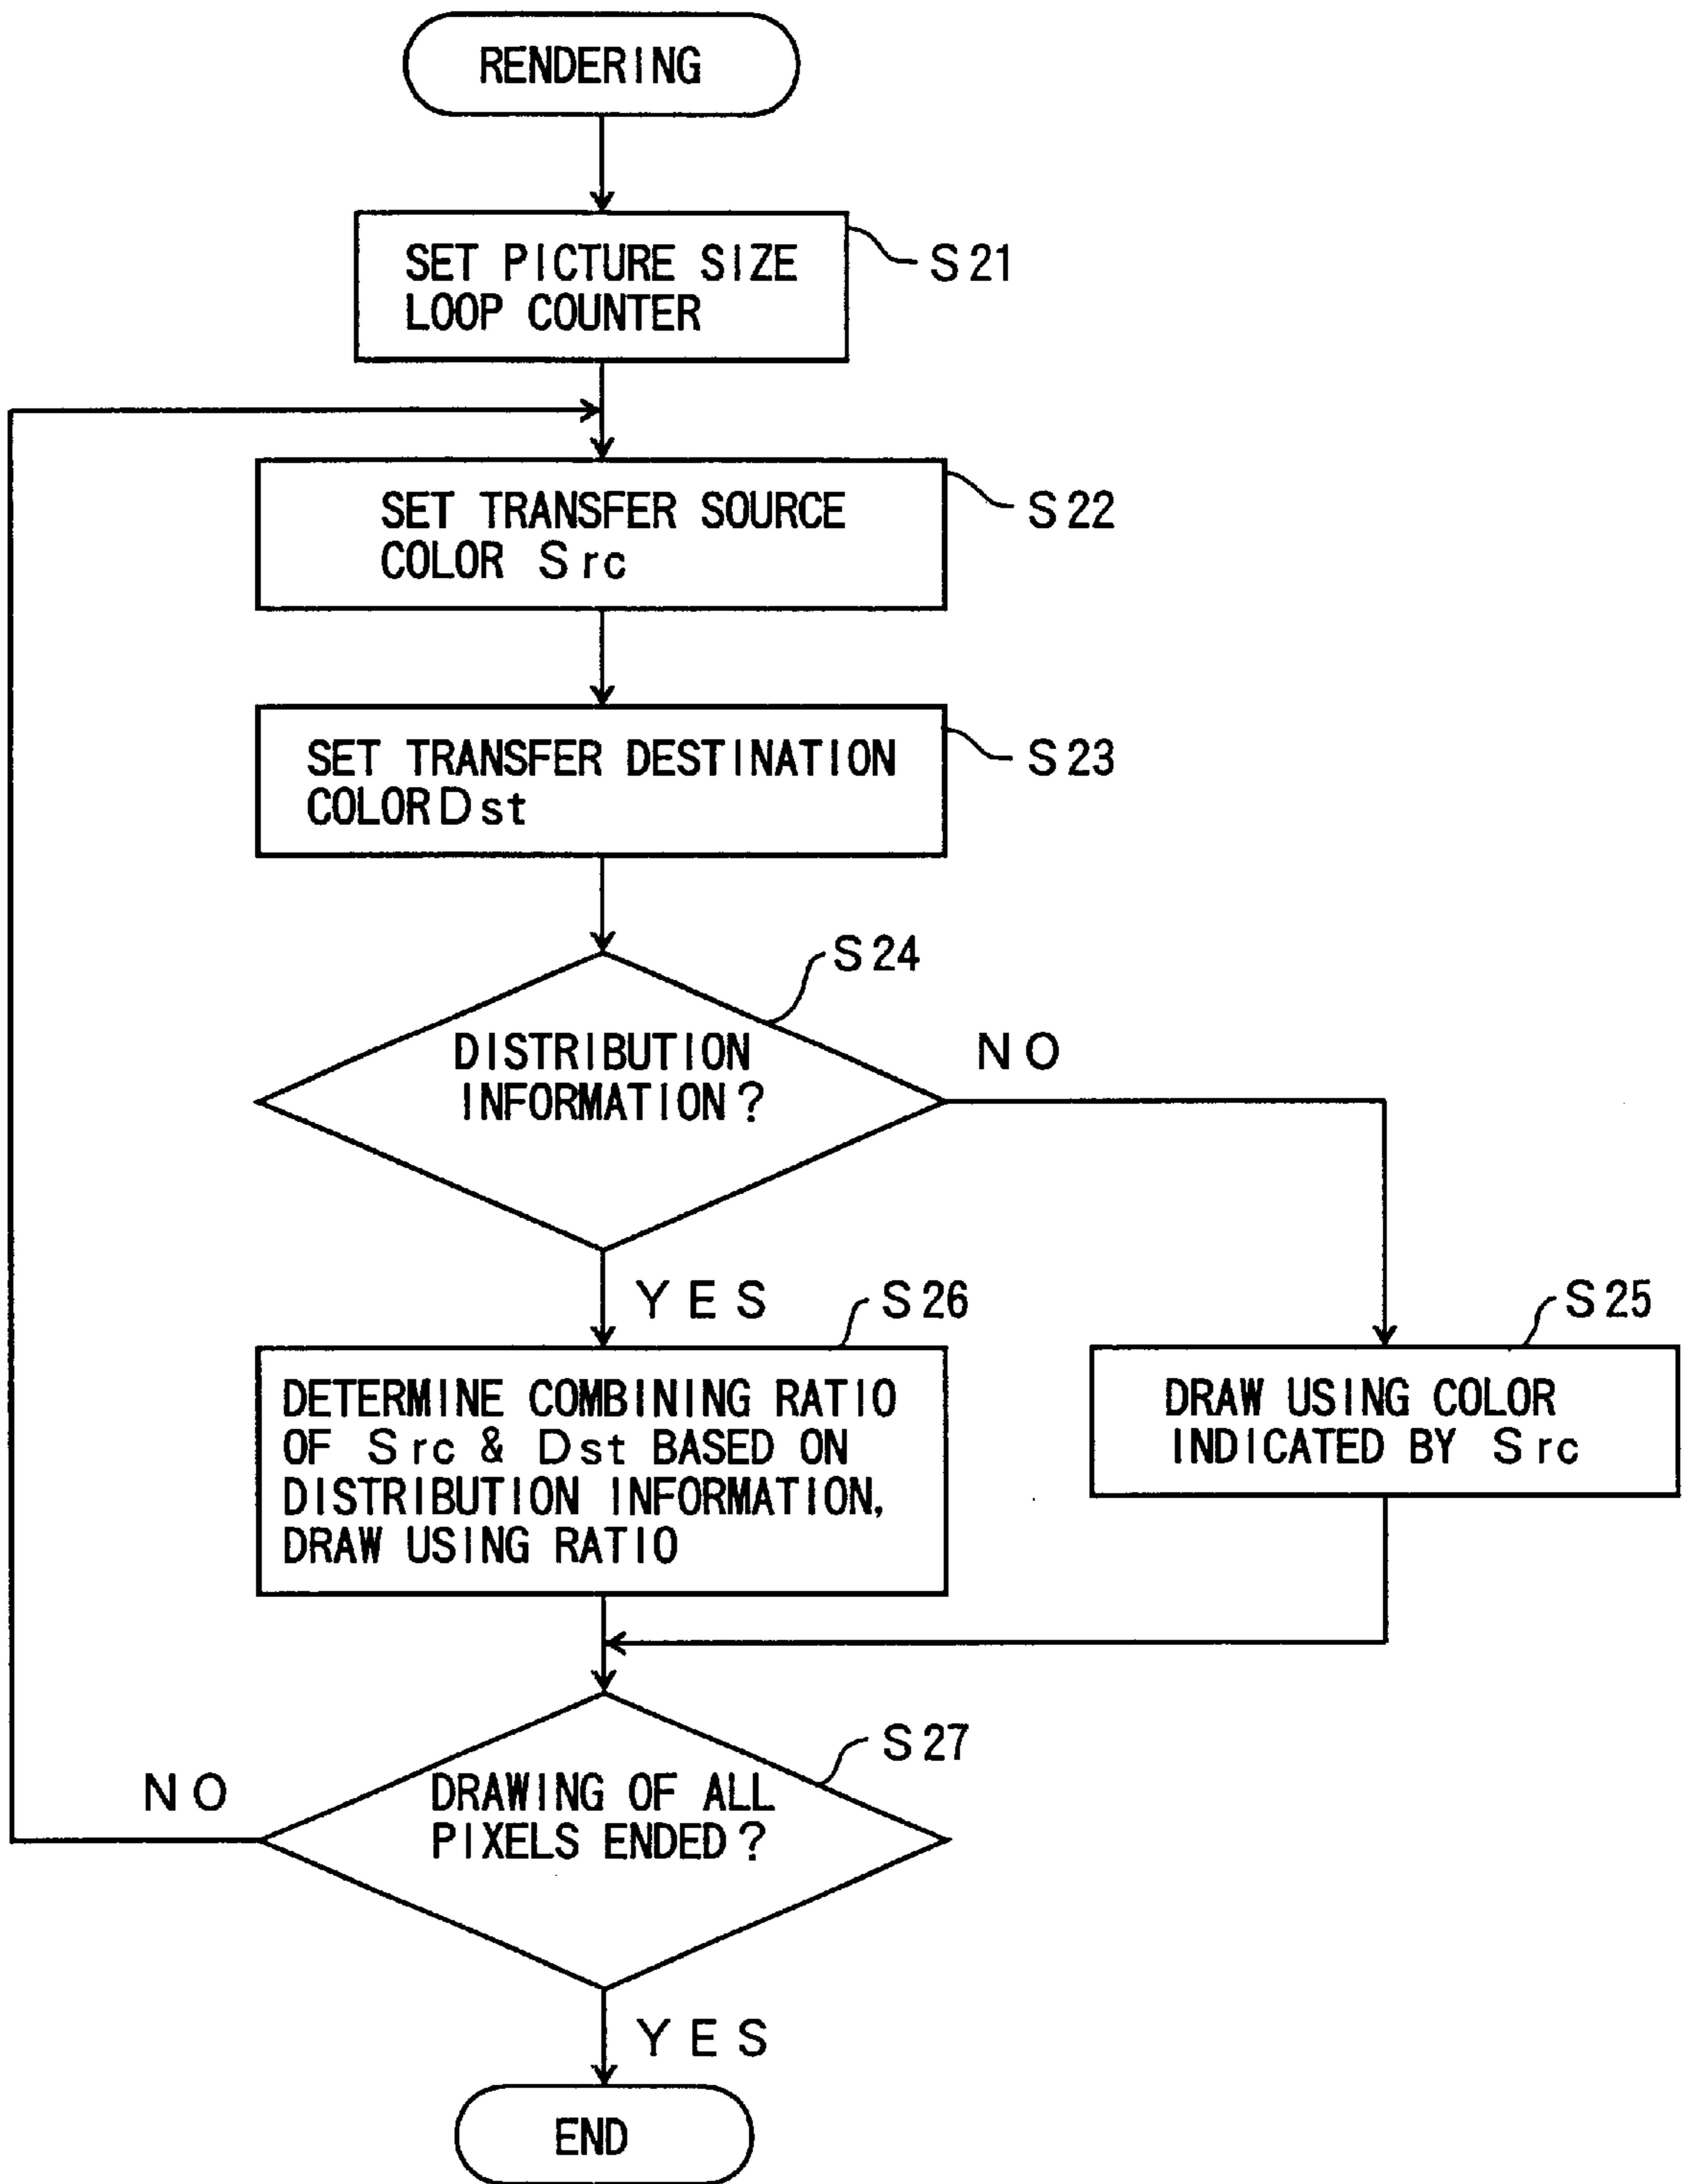 RENDERING
SET PICTURE SIZE
LOOP COUNTER
S21
SET TRANSFER SOURCE
COLOR Src
S22
SET TRANSFER DESTINATION
COLOR Dst
S23
S24
DISTRIBUTION
INFORMATION?
NO
YES
S26
S25
DETERMINE COMBINING RATIO
OF Src & Dst BASED ON
DISTRIBUTION INFORMATION,
DRAW USING RATIO
DRAW USING COLOR
INDICATED BY Src
S27
NO
DRAWING OF ALL
PIXELS ENDED?
YES
END